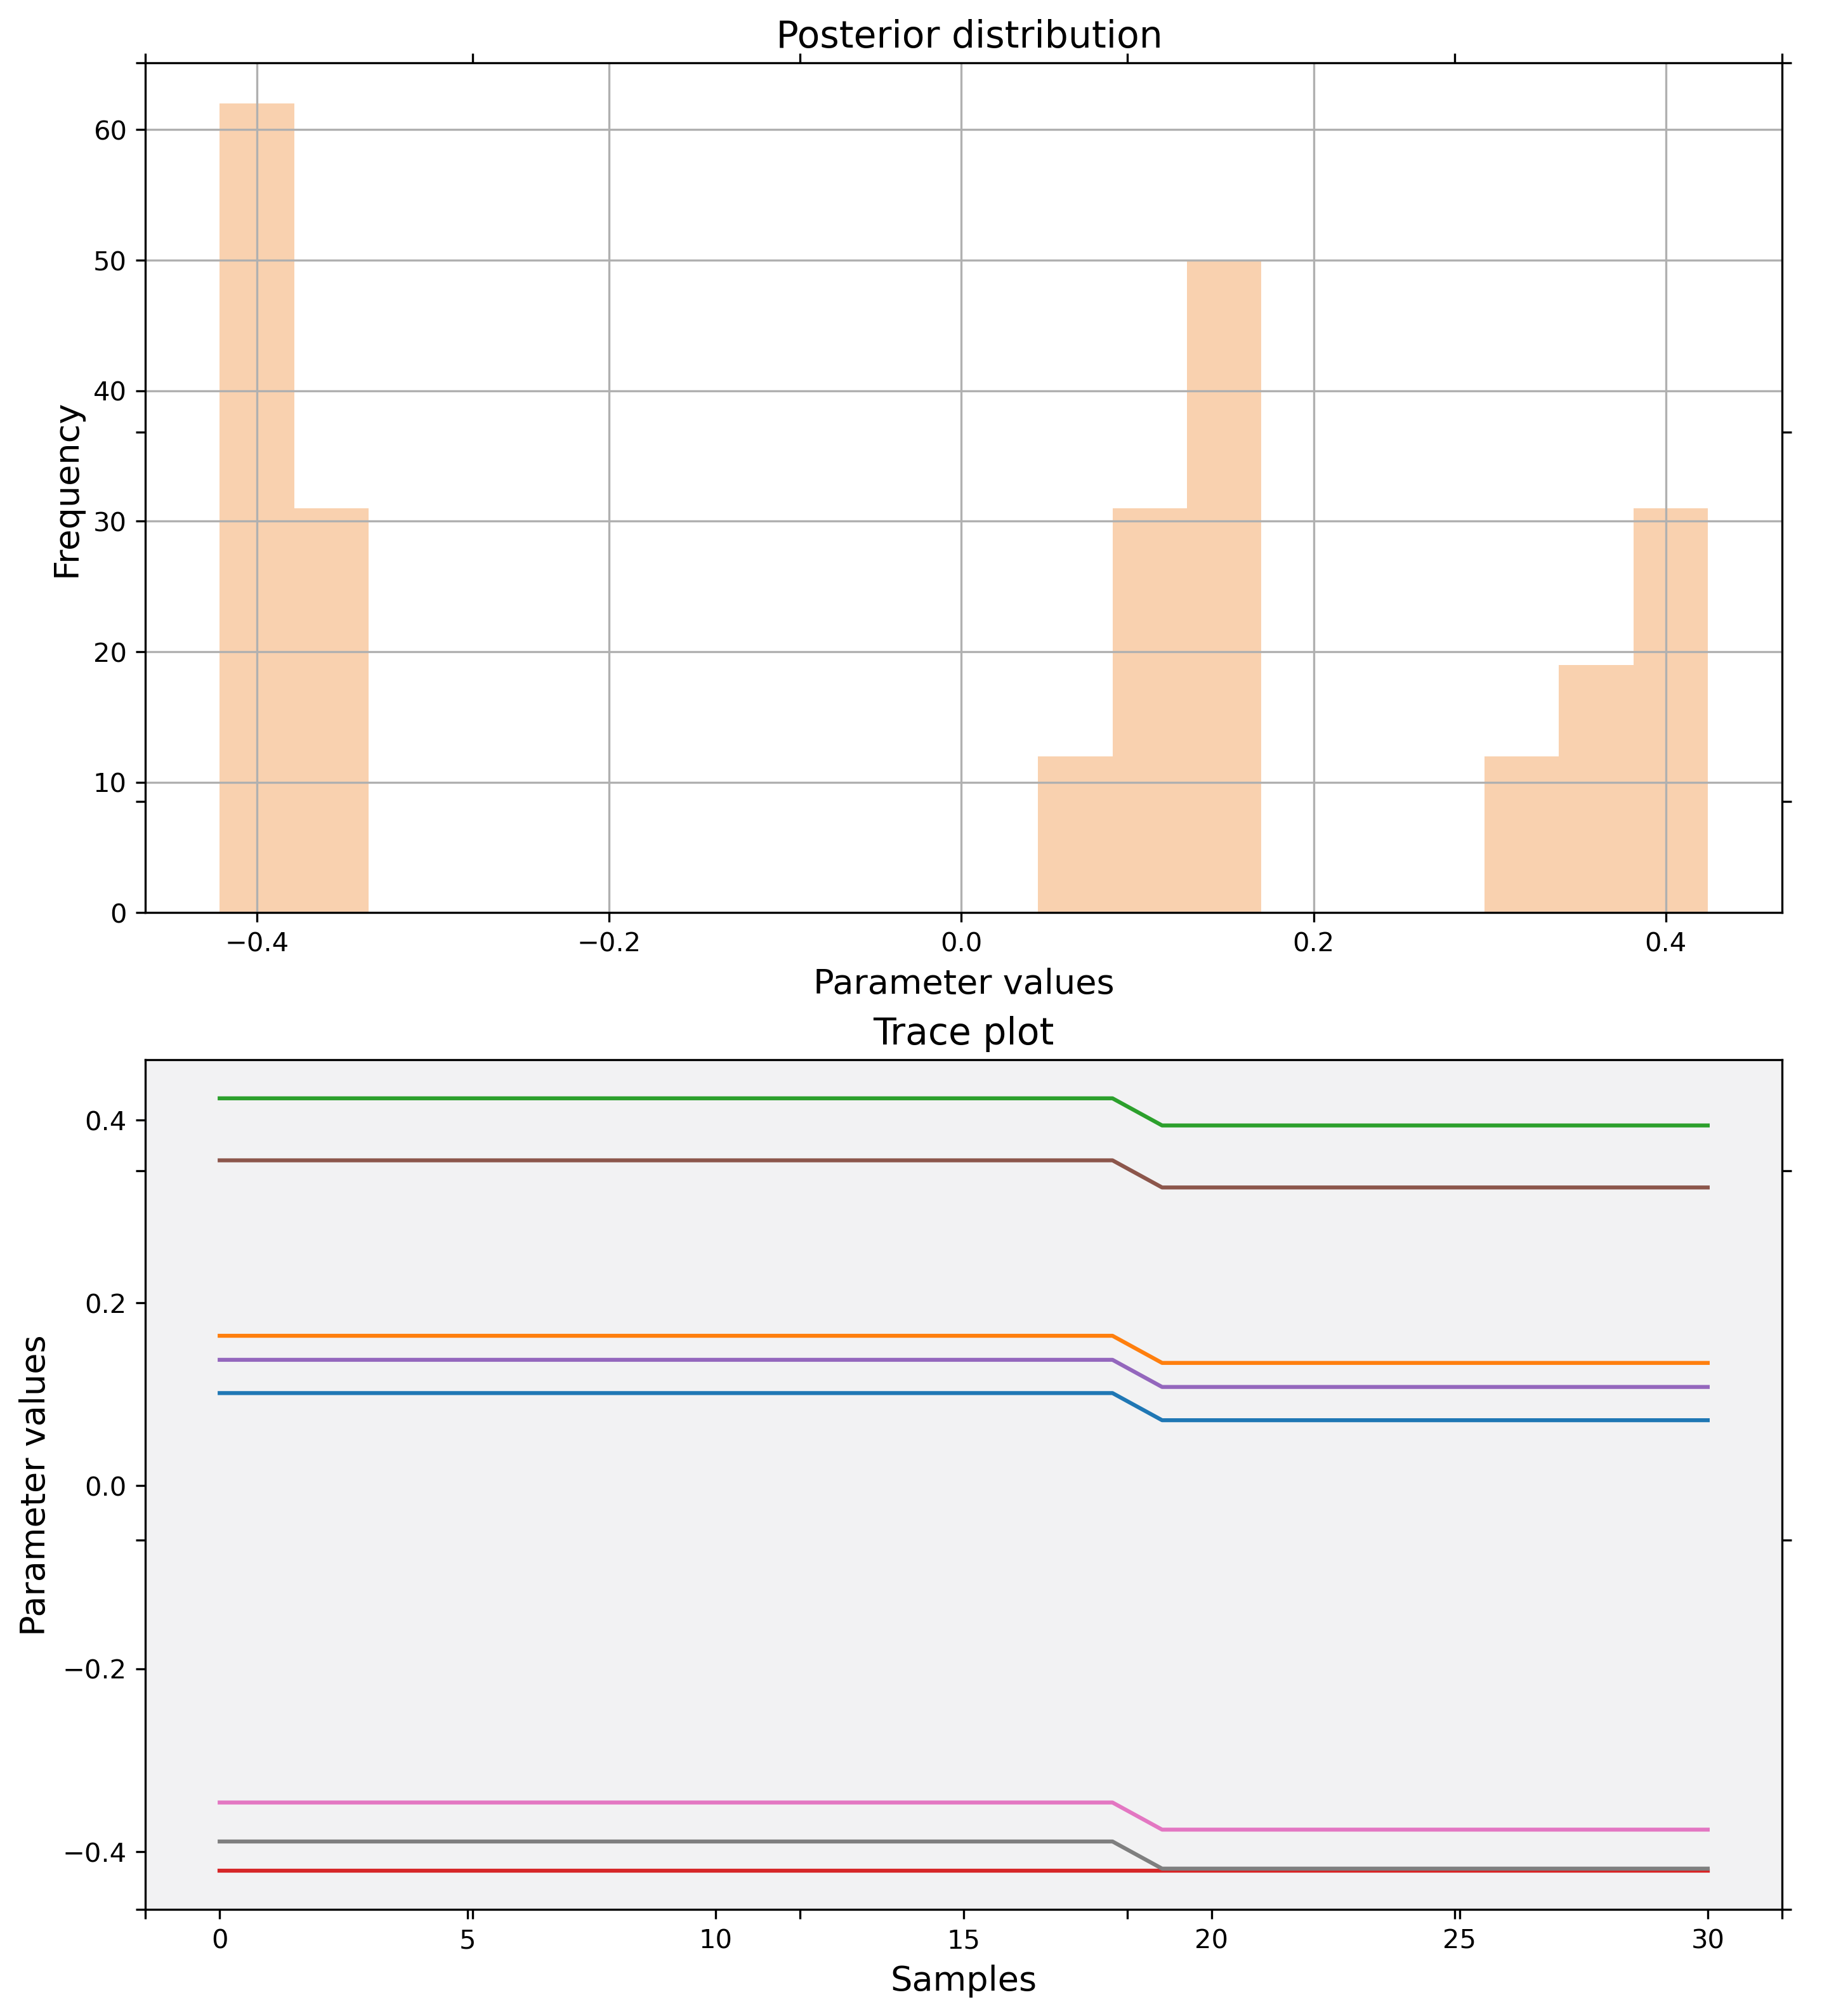 Posterior distribution
60
50
40
30
20
10
0
Frequency
−0.4 −0.2 0.0 0.2 0.4
Parameter values
Trace plot
0.4
0.2
0.0
−0.2
−0.4
Parameter values
0 5 10 15 20 25 30
Samples